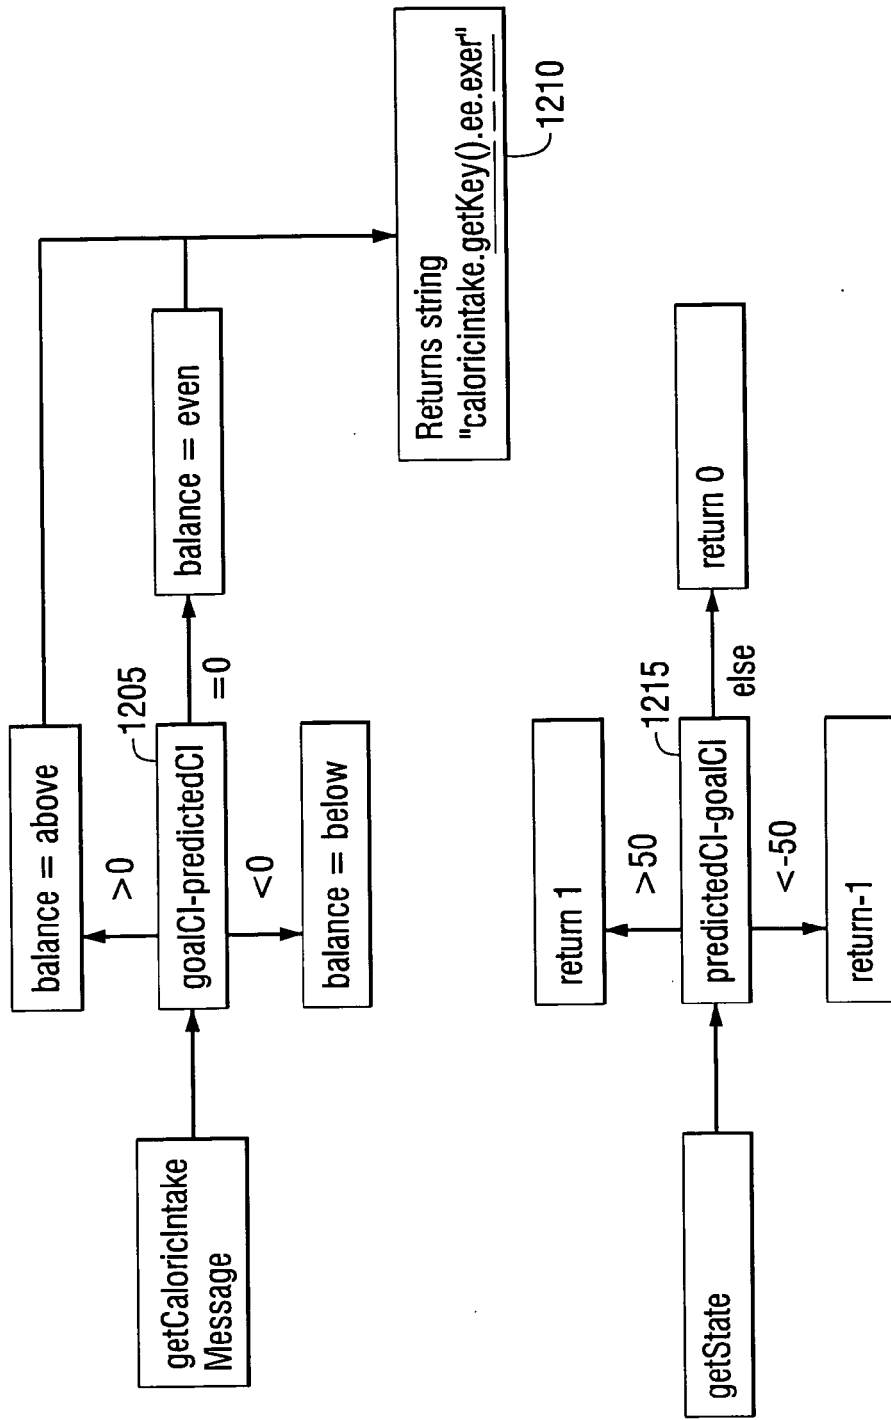 getCaloricIntake
Message
balance = above
>0
goalCI-predictedCI
1205
<0
balance = below
=0
balance = even
Returns string
"caloricintake.getKey().ee.exer"
1210
getState
return 1
>50
predictedCI-goalCI
1215
<-50
return-1
else
return 0